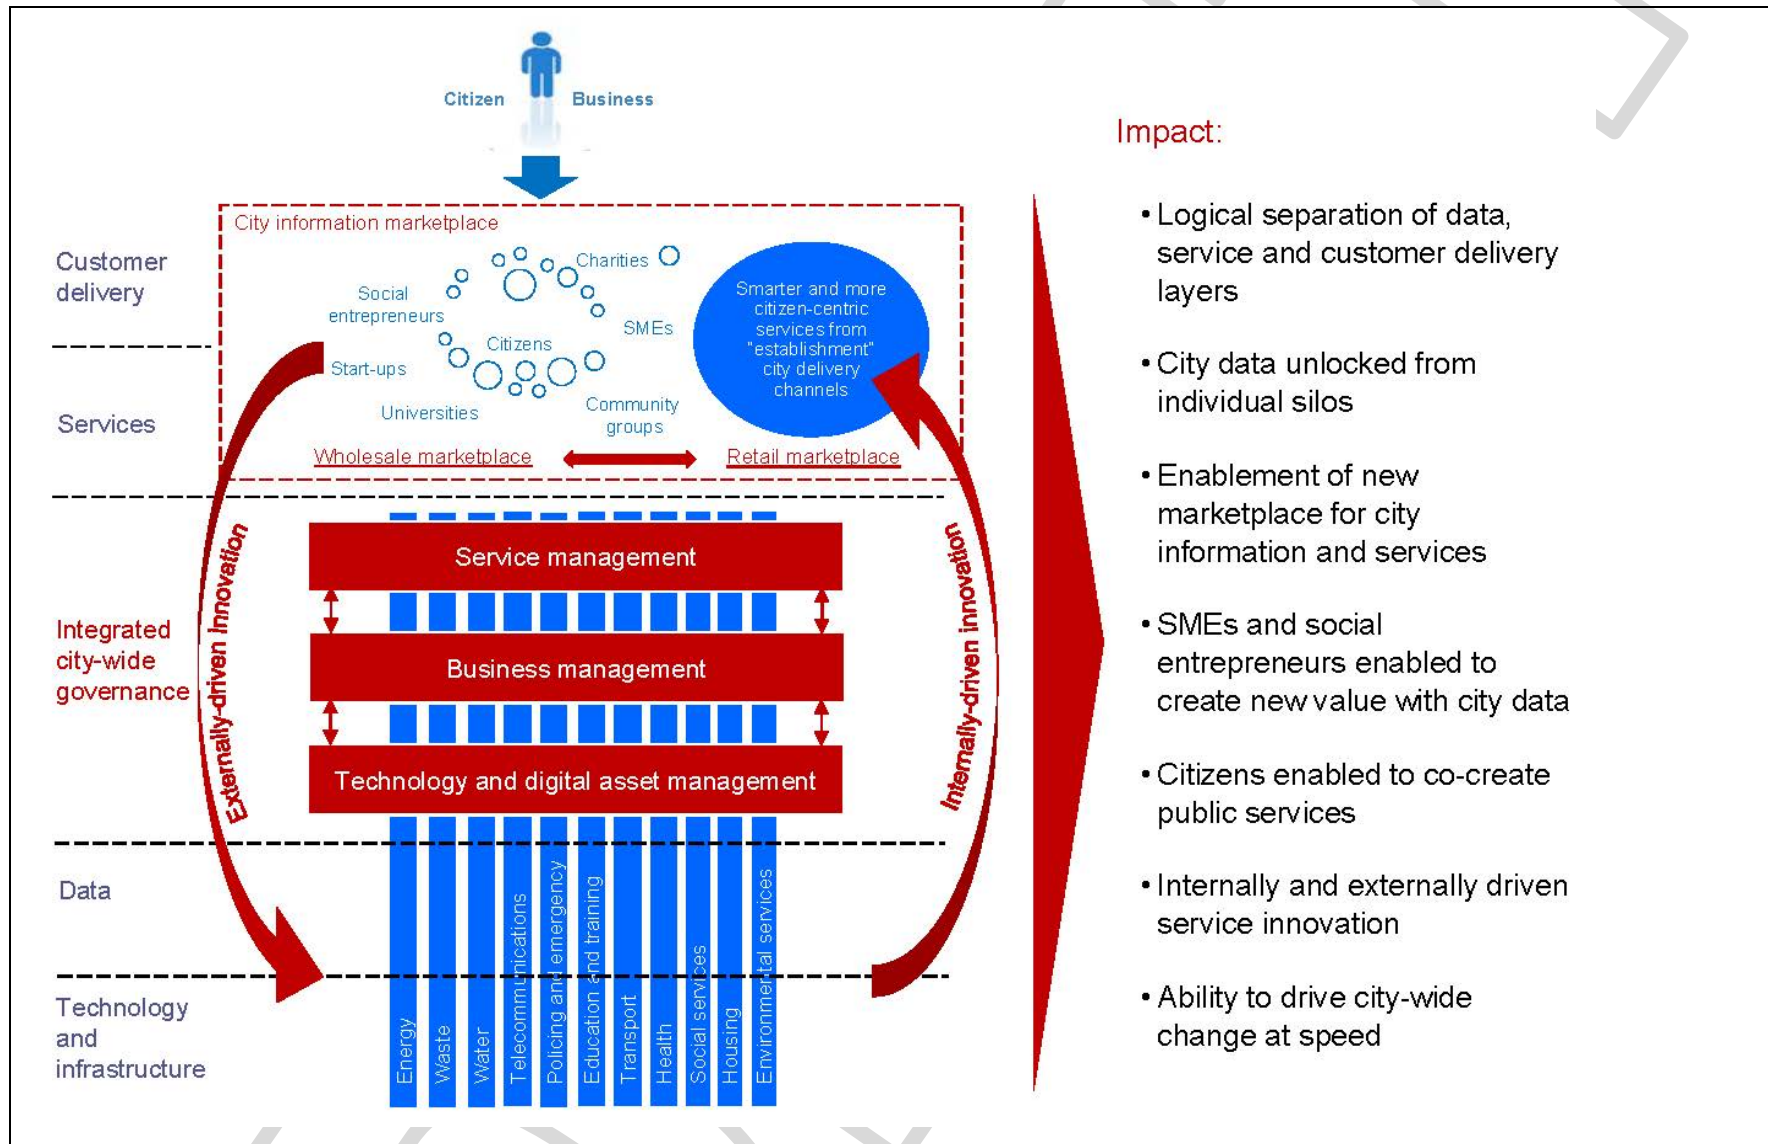 Citizen
Business
Impact:
City information marketplace
Customer
delivery
Services
Integrated
city-wide
governance
Data
Technology
and
infrastructure
Charities
Social
entrepreneurs
SMEs
Citizens
Start-ups
Universities
Community
groups
Smarter and more
citizen-centric
services from
"establishment"
city delivery
channels
Wholesale marketplace
Retail marketplace
Externally-driven Innovation
Internally-driven innovation
Service management
Business management
Technology and digital asset management
Energy
Waste
Water
Telecommunications
Policing and emergency
Education and training
Transport
Health
Social services
Housing
Environmental services
• Logical separation of data,
service and customer delivery
layers
• City data unlocked from
individual silos
• Enablement of new
marketplace for city
information and services
• SMEs and social
entrepreneurs enabled to
create new value with city data
• Citizens enabled to co-create
public services
• Internally and externally driven
service innovation
• Ability to drive city-wide
change at speed